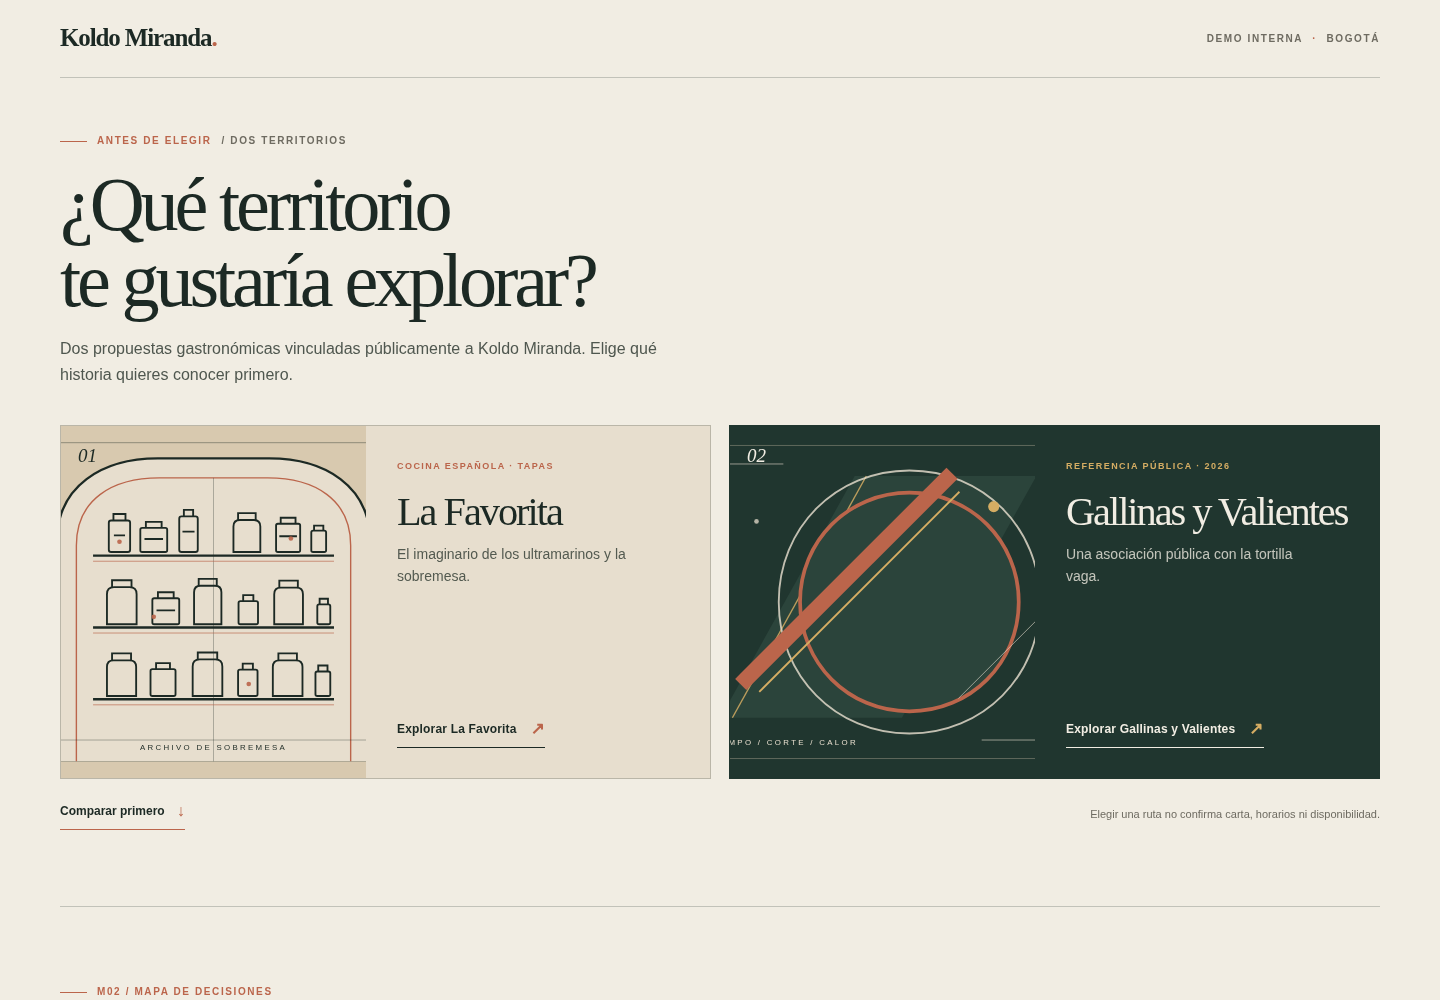 Koldo Miranda.
DEMO INTERNA · BOGOTÁ
ANTES DE ELEGIR / DOS TERRITORIOS
¿Qué territorio
te gustaría explorar?
Dos propuestas gastronómicas vinculadas públicamente a Koldo Miranda. Elige qué
historia quieres conocer primero.
01
ARCHIVO DE SOBREMESA
COCINA ESPAÑOLA · TAPAS
La Favorita
El imaginario de los ultramarinos y la
sobremesa.
Explorar La Favorita ↗
02
MPO / CORTE / CALOR
REFERENCIA PÚBLICA · 2026
Gallinas y Valientes
Una asociación pública con la tortilla
vaga.
Explorar Gallinas y Valientes ↗
Comparar primero ↓
Elegir una ruta no confirma carta, horarios ni disponibilidad.
M02 / MAPA DE DECISIONES